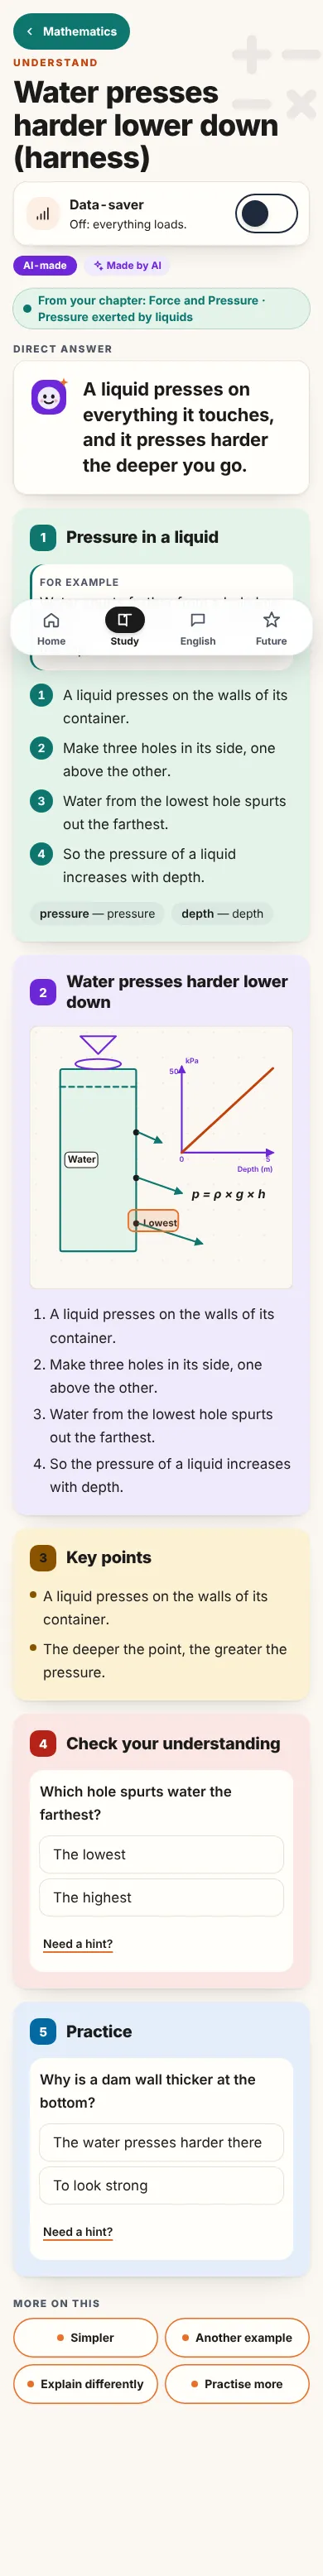 Mathematics
UNDERSTAND
Water presses
harder lower down
(harness)
Data-saver
Off: everything loads.
AI-made
Made by AI
From your chapter: Force and Pressure ·
Pressure exerted by liquids
DIRECT ANSWER
A liquid presses on
everything it touches,
and it presses harder
the deeper you go.
1 Pressure in a liquid
FOR EXAMPLE
Home Study English Future
1 A liquid presses on the walls of its
container.
2 Make three holes in its side, one
above the other.
3 Water from the lowest hole spurts
out the farthest.
4 So the pressure of a liquid
increases with depth.
pressure — pressure depth — depth
2 Water presses harder lower
down
kPa
50
Water
0 5
Depth (m)
p = ρ × g × h
Lowest
1. A liquid presses on the walls of its
container.
2. Make three holes in its side, one
above the other.
3. Water from the lowest hole spurts
out the farthest.
4. So the pressure of a liquid increases
with depth.
3 Key points
A liquid presses on the walls of its
container.
The deeper the point, the greater the
pressure.
4 Check your understanding
Which hole spurts water the
farthest?
The lowest
The highest
Need a hint?
5 Practice
Why is a dam wall thicker at the
bottom?
The water presses harder there
To look strong
Need a hint?
MORE ON THIS
Simpler Another example
Explain differently Practise more